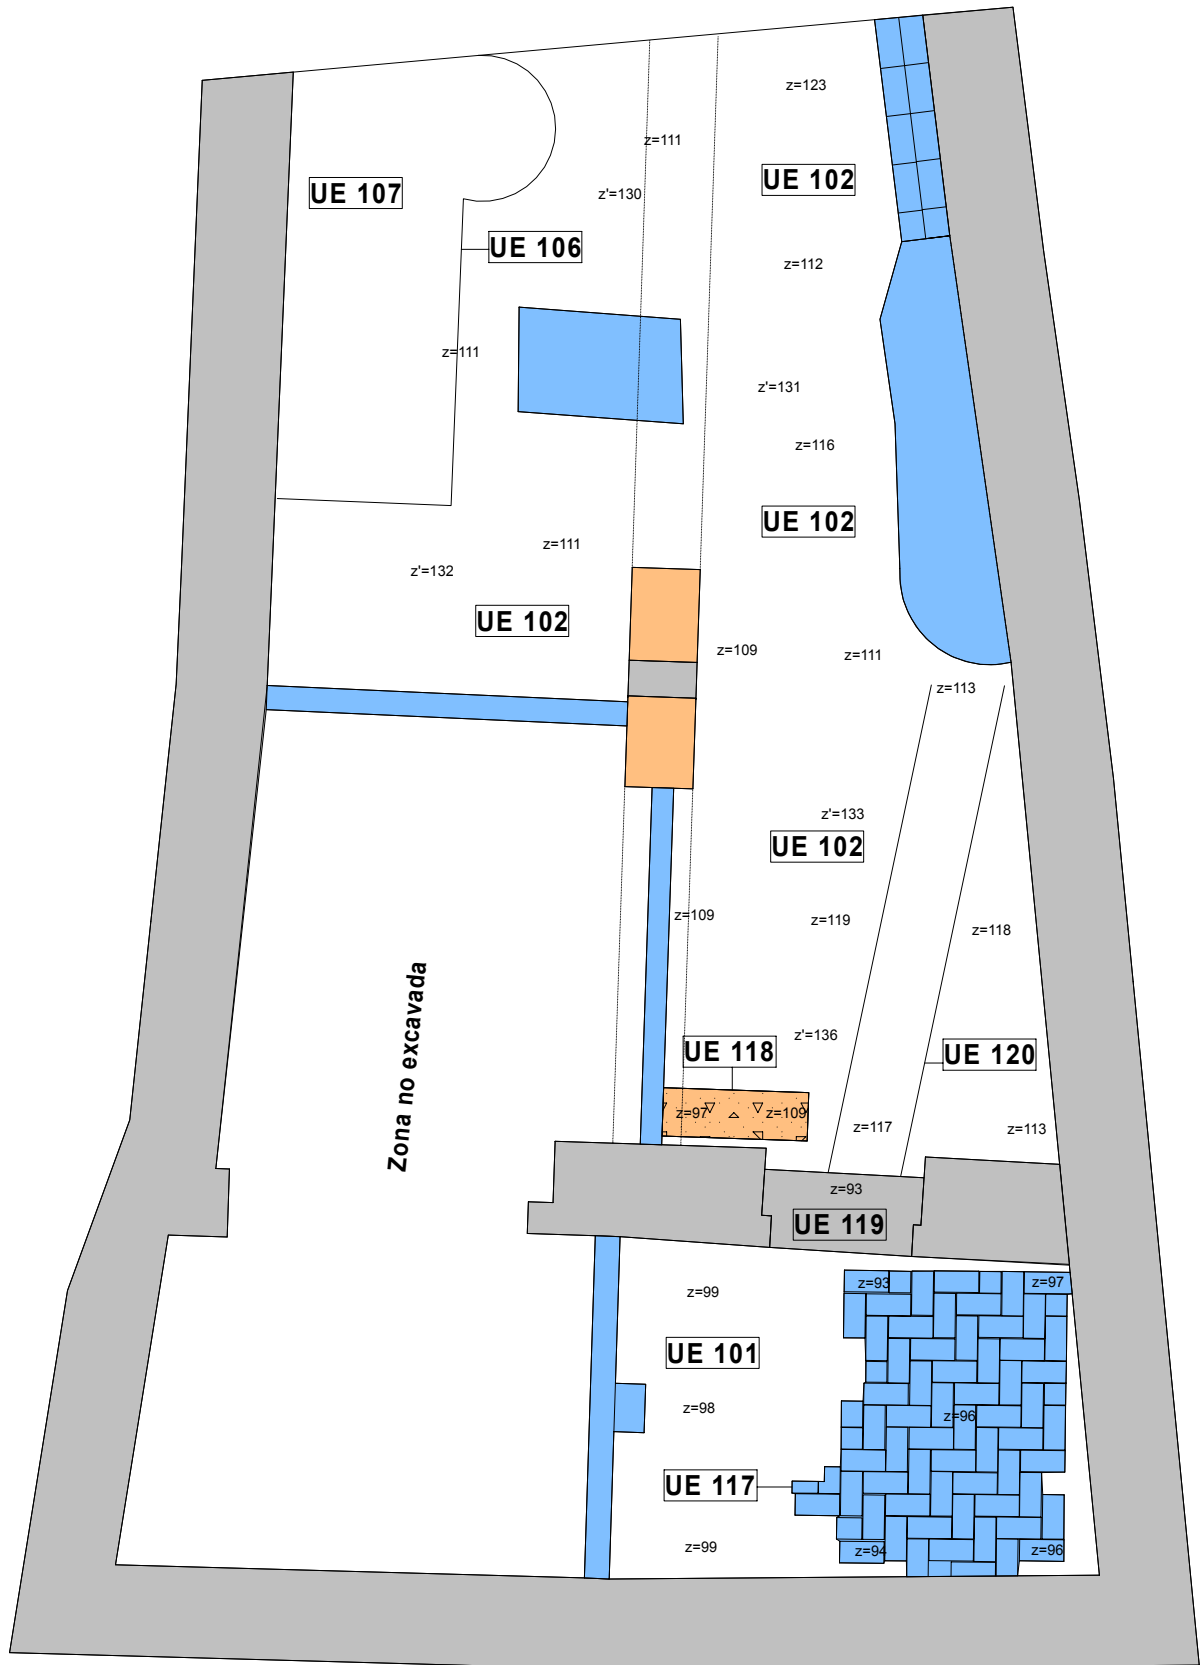 z=123
z=111
UE 107
z'=130
UE 102
UE 106
z=112
z=111
z'=131
z=116
UE 102
z=111
z'=132
UE 102
z=109
z=111
z=113
z'=133
UE 102
z=109
z=119
z=118
Zona no excavada
z'=136
UE 118
UE 120
z=97
z=109
z=117
z=113
z=93
UE 119
z=93
z=97
z=99
UE 101
z=98
z=96
UE 117
z=99
z=94
z=96